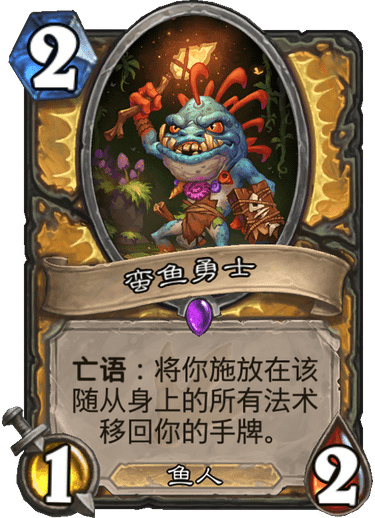 2
蛮鱼勇士
亡语：将你施放在该
随从身上的所有法术
移回你的手牌。
鱼人
1
2